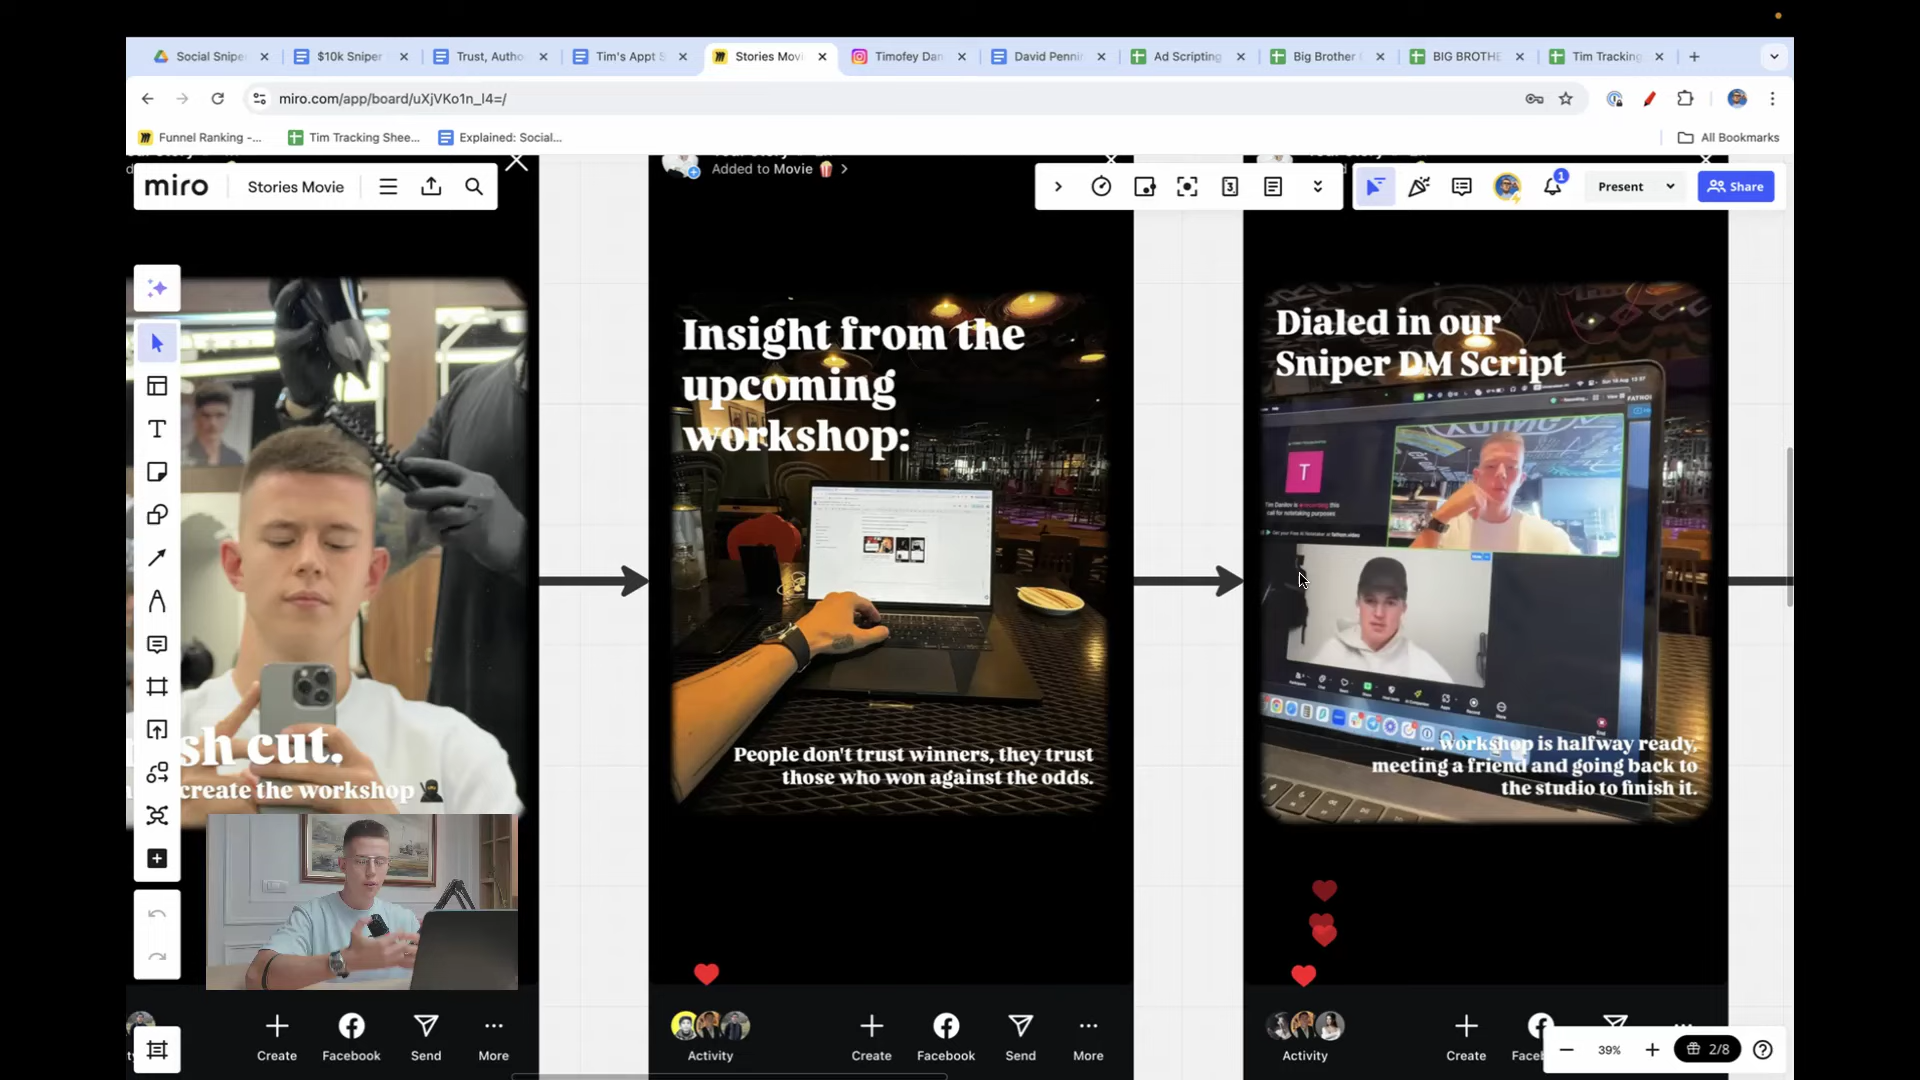 Social Snipe
$10k Sniper
Trust, Autho
Tim's Appt S
Stories Movi
Timofey Dan
David Pennin
Ad Scripting
Big Brother
BIG BROTHE
Tim Tracking
miro.com/app/board/uXjVKo1n_l4=/
Funnel Ranking -...
Tim Tracking Shee...
Explained: Social...
All Bookmarks
miro
Stories Movie
Added to Movie 🍿
3
1
Present
Share
sh cut.
create the workshop 🥷
Insight from the
upcoming
workshop:
People don't trust winners, they trust
those who won against the odds.
Dialed in our
Sniper DM Script
T
... workshop is halfway ready,
meeting a friend and going back to
the studio to finish it.
Create
Facebook
Send
More
Activity
Create
Facebook
Send
More
Activity
Create
39%
2/8